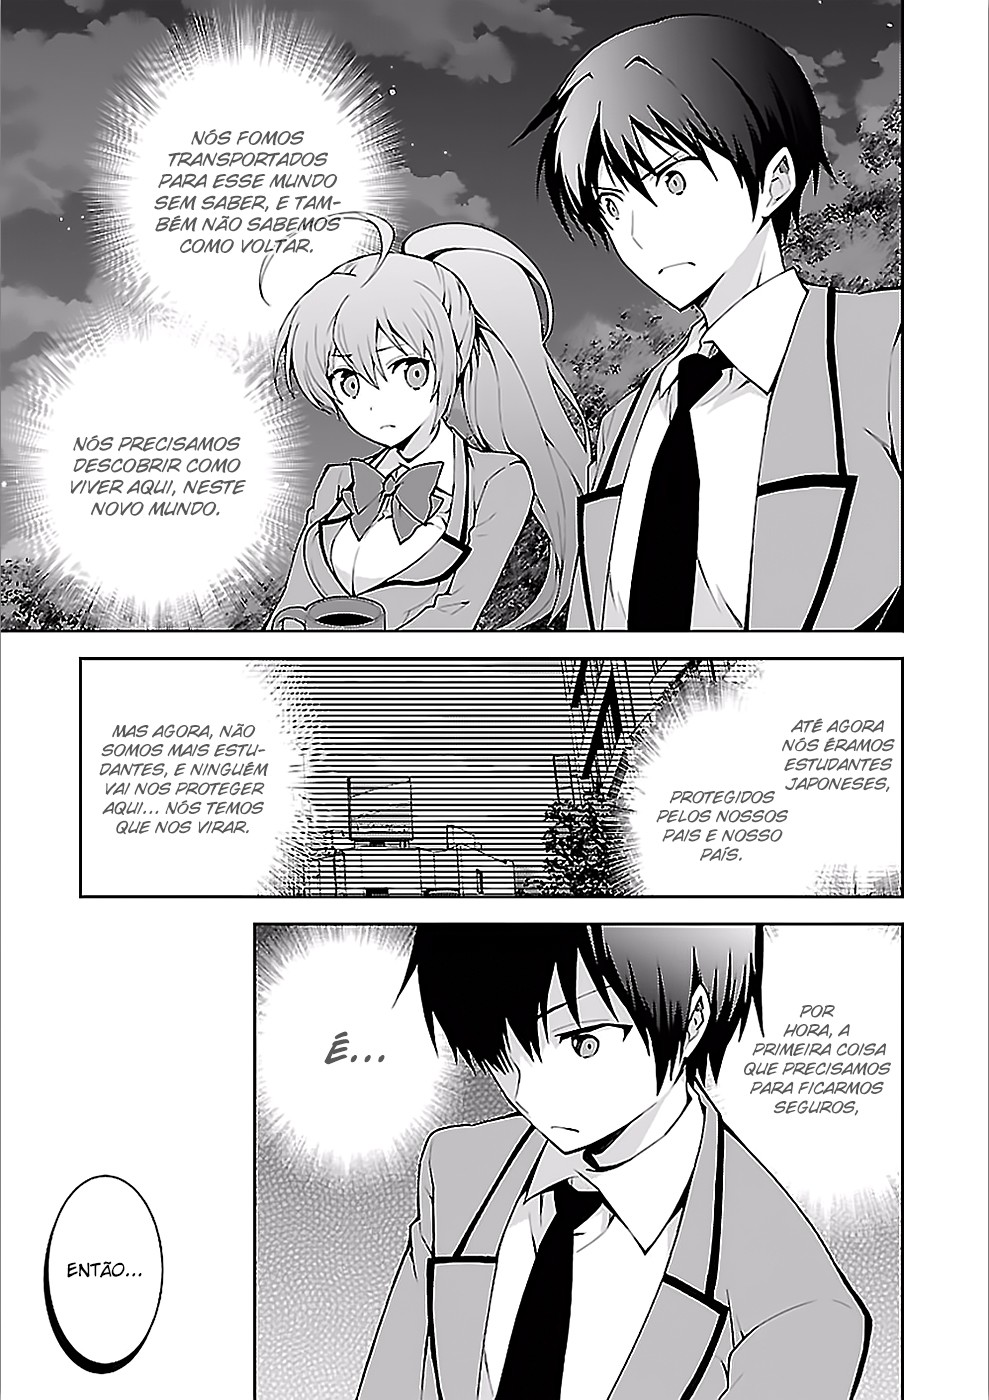 NÓS FOMOS
TRANSPORTADOS
PARA ESSE MUNDO
SEM SABER, E TAM-
BÉM NÃO SABEMOS
COMO VOLTAR.
NÓS PRECISAMOS
DESCOBRIR COMO
VIVER AQUI, NESTE
NOVO MUNDO.
ATÉ AGORA
NÓS ÉRAMOS
ESTUDANTES
JAPONESES,
PROTEGIDOS
PELOS NOSSOS
PAIS E NOSSO
PAÍS.
MAS AGORA, NÃO
SOMOS MAIS ESTU-
DANTES, E NINGUÉM
VAI NOS PROTEGER
AQUI... NÓS TEMOS
QUE NOS VIRAR.
POR
HORA, A
PRIMEIRA COISA
QUE PRECISAMOS
PARA FICARMOS
SEGUROS,
É...
ENTÃO...